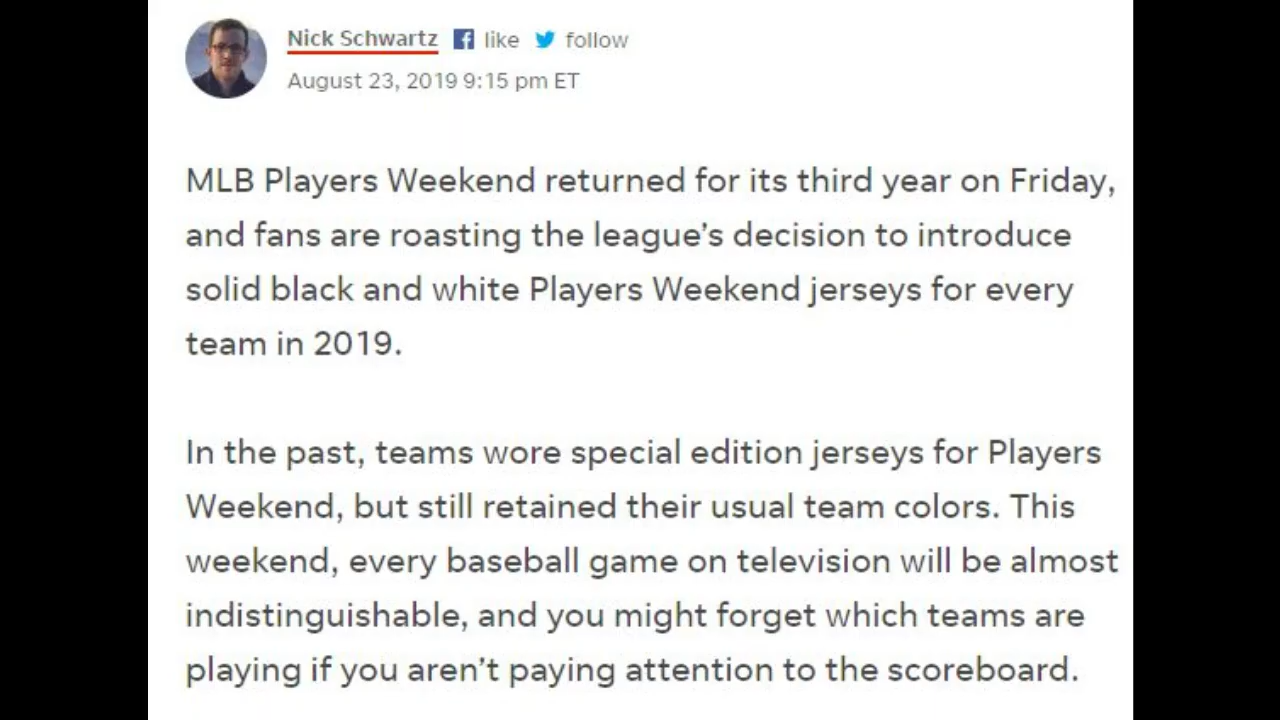 Nick Schwartz like follow
August 23, 2019 9:15 pm ET
MLB Players Weekend returned for its third year on Friday,
and fans are roasting the league’s decision to introduce
solid black and white Players Weekend jerseys for every
team in 2019.
In the past, teams wore special edition jerseys for Players
Weekend, but still retained their usual team colors. This
weekend, every baseball game on television will be almost
indistinguishable, and you might forget which teams are
playing if you aren’t paying attention to the scoreboard.